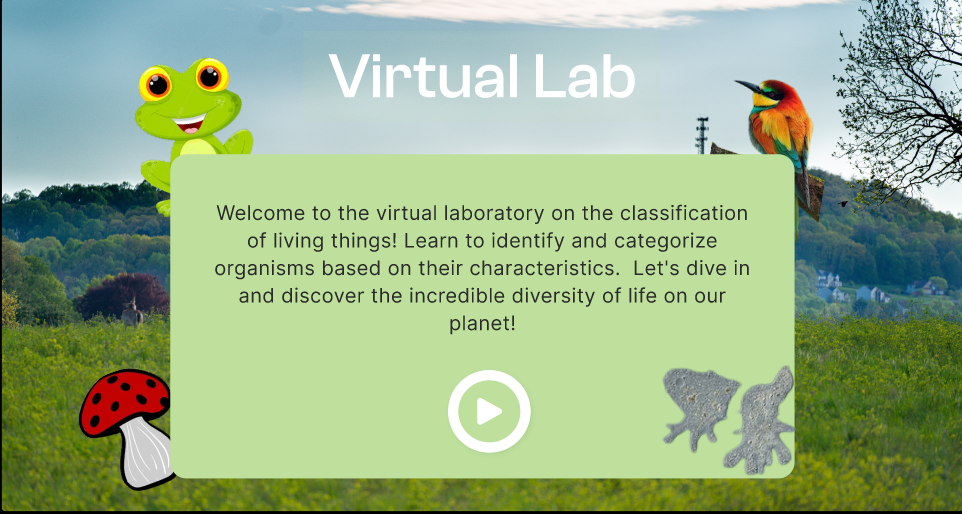 Virtual Lab
Welcome to the virtual laboratory on the classification
of living things! Learn to identify and categorize
organisms based on their characteristics.  Let's dive in
and discover the incredible diversity of life on our
planet!